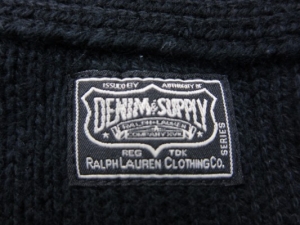 ISSUED BY AUTHORITY OF
DENIM & SUPPLY
RALPH LAUREN
REG TDK
RALPH LAUREN CLOTHING CO.
SERIES